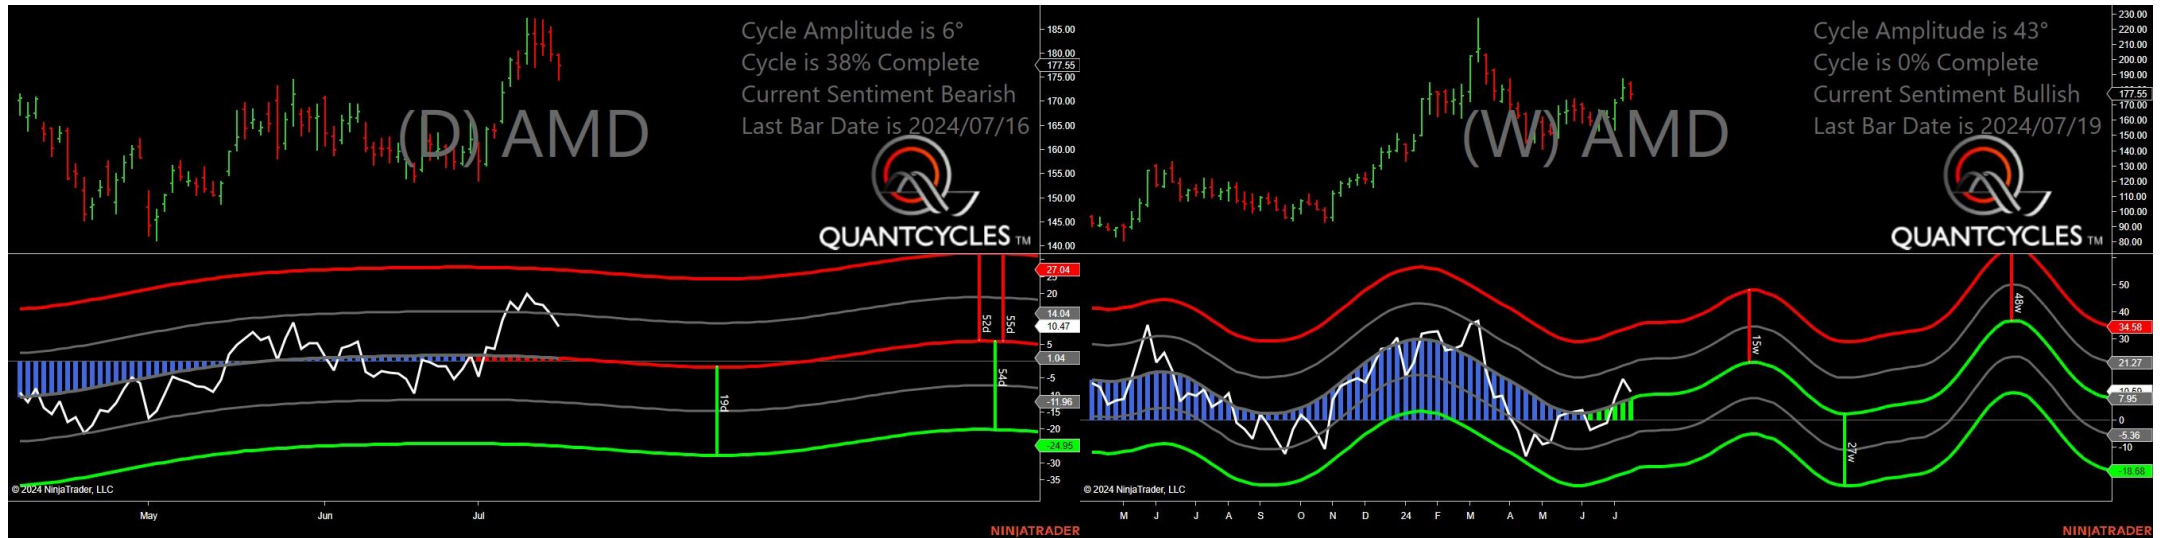 Cycle Amplitude is 6°
Cycle is 38% Complete
Current Sentiment Bearish
Last Bar Date is 2024/07/16
(D) AMD
QUANTCYCLES TM
185.00
180.00
177.55
175.00
170.00
165.00
160.00
155.00
150.00
145.00
140.00
27.04
25
20
14.04
10.47
5
1.04
-5
-11.96
-15
-20
-24.95
-30
-35
52d
55d
54d
19d
© 2024 NinjaTrader, LLC
May
Jun
Jul
NINJATRADER
Cycle Amplitude is 43°
Cycle is 0% Complete
Current Sentiment Bullish
Last Bar Date is 2024/07/19
(W) AMD
QUANTCYCLES TM
230.00
220.00
210.00
200.00
190.00
177.55
170.00
160.00
150.00
140.00
130.00
120.00
110.00
100.00
90.00
80.00
50
40
34.58
30
21.27
7.95
0
-5.36
-10
-18.68
15w
48w
27w
© 2024 NinjaTrader, LLC
M J J A S O N D 24 F M A M J J
NINJATRADER